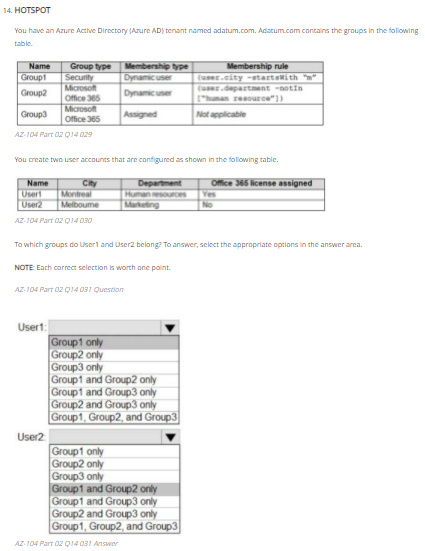 14. HOTSPOT
You have an Azure Active Directory (Azure AD) tenant named adatum.com. Adatum.com contains the groups in the following
table.
Name Group type Membership type Membership rule
Group1 Security Dynamic user (user.city -startsWith "m"
Group2 Microsoft Office 365 Dynamic user (user.department -notIn ["human resource"])
Group3 Microsoft Office 365 Assigned Not applicable
AZ-104 Part 02 Q14 029
You create two user accounts that are configured as shown in the following table.
Name City Department Office 365 license assigned
User1 Montreal Human resources Yes
User2 Melbourne Marketing No
AZ-104 Part 02 Q14 030
To which groups do User1 and User2 belong? To answer, select the appropriate options in the answer area.
NOTE: Each correct selection is worth one point.
AZ-104 Part 02 Q14 031 Question
User1:
Group1 only
Group2 only
Group3 only
Group1 and Group2 only
Group1 and Group3 only
Group2 and Group3 only
Group1, Group2, and Group3
User2:
Group1 only
Group2 only
Group3 only
Group1 and Group2 only
Group1 and Group3 only
Group2 and Group3 only
Group1, Group2, and Group3
AZ-104 Part 02 Q14 031 Answer